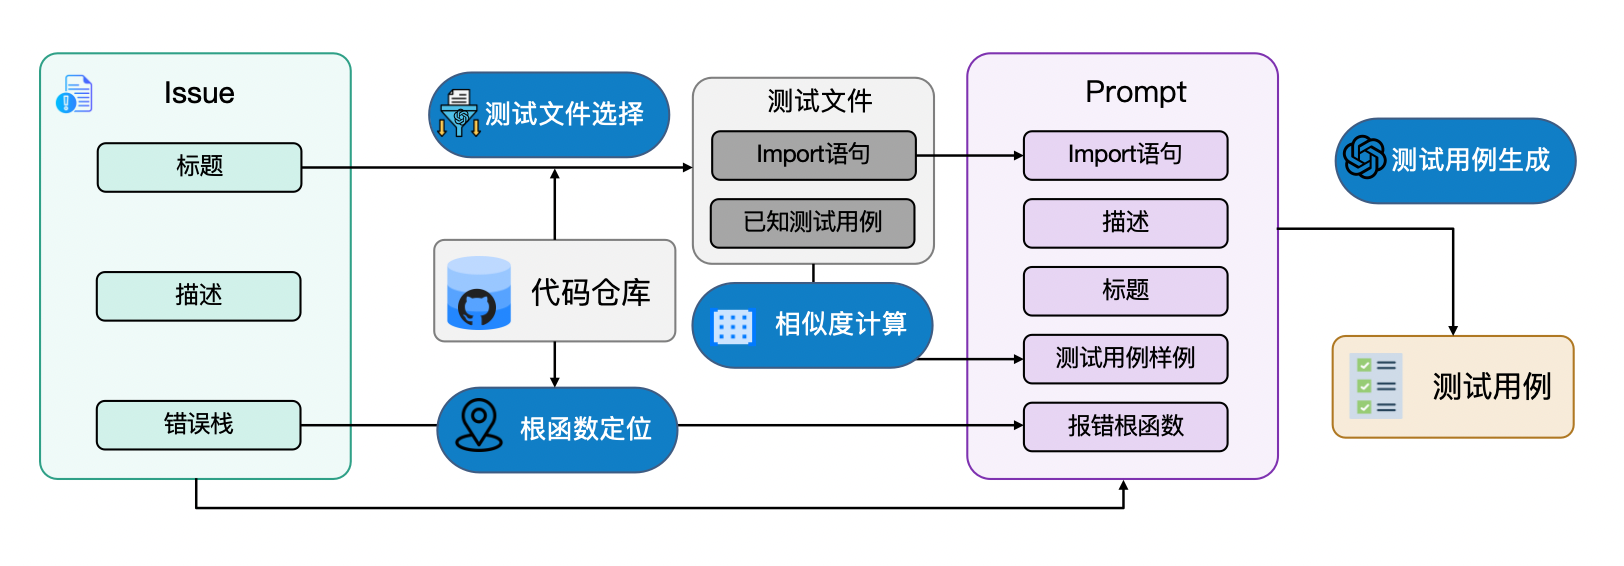 Issue
标题
描述
错误栈
测试文件选择
代码仓库
根函数定位
测试文件
Import语句
已知测试用例
相似度计算
Prompt
Import语句
描述
标题
测试用例样例
报错根函数
测试用例生成
测试用例